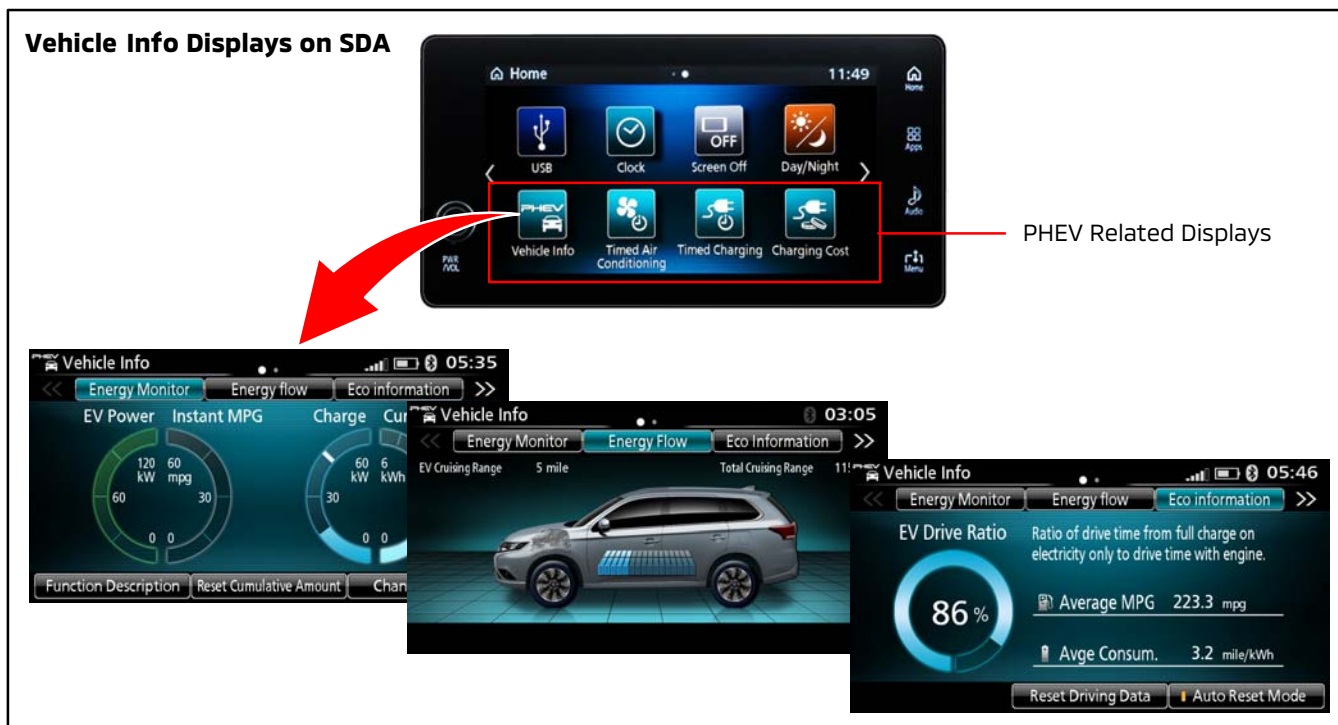 Vehicle Info Displays on SDA
Home 11:49
Home
Apps
Audio
Menu
PWR
/VOL
USB Clock OFF Screen Off Day/Night
PHEV
Vehicle Info Timed Air Conditioning Timed Charging Charging Cost
PHEV Related Displays
PHEV Vehicle Info 05:35
<< Energy Monitor Energy flow Eco information >>
EV Power Instant MPG Charge Cur
120 kW 60 mpg 60 kW 6 kWh
60 30 30
0 0 0 0
Function Description Reset Cumulative Amount Chan
PHEV Vehicle Info 03:05
<< Energy Monitor Energy Flow Eco Information >>
EV Cruising Range 5 mile Total Cruising Range
PHEV Vehicle Info 05:46
<< Energy Monitor Energy flow Eco information >>
EV Drive Ratio
Ratio of drive time from full charge on
electricity only to drive time with engine.
86 %
Average MPG 223.3 mpg
Avge Consum. 3.2 mile/kWh
Reset Driving Data Auto Reset Mode